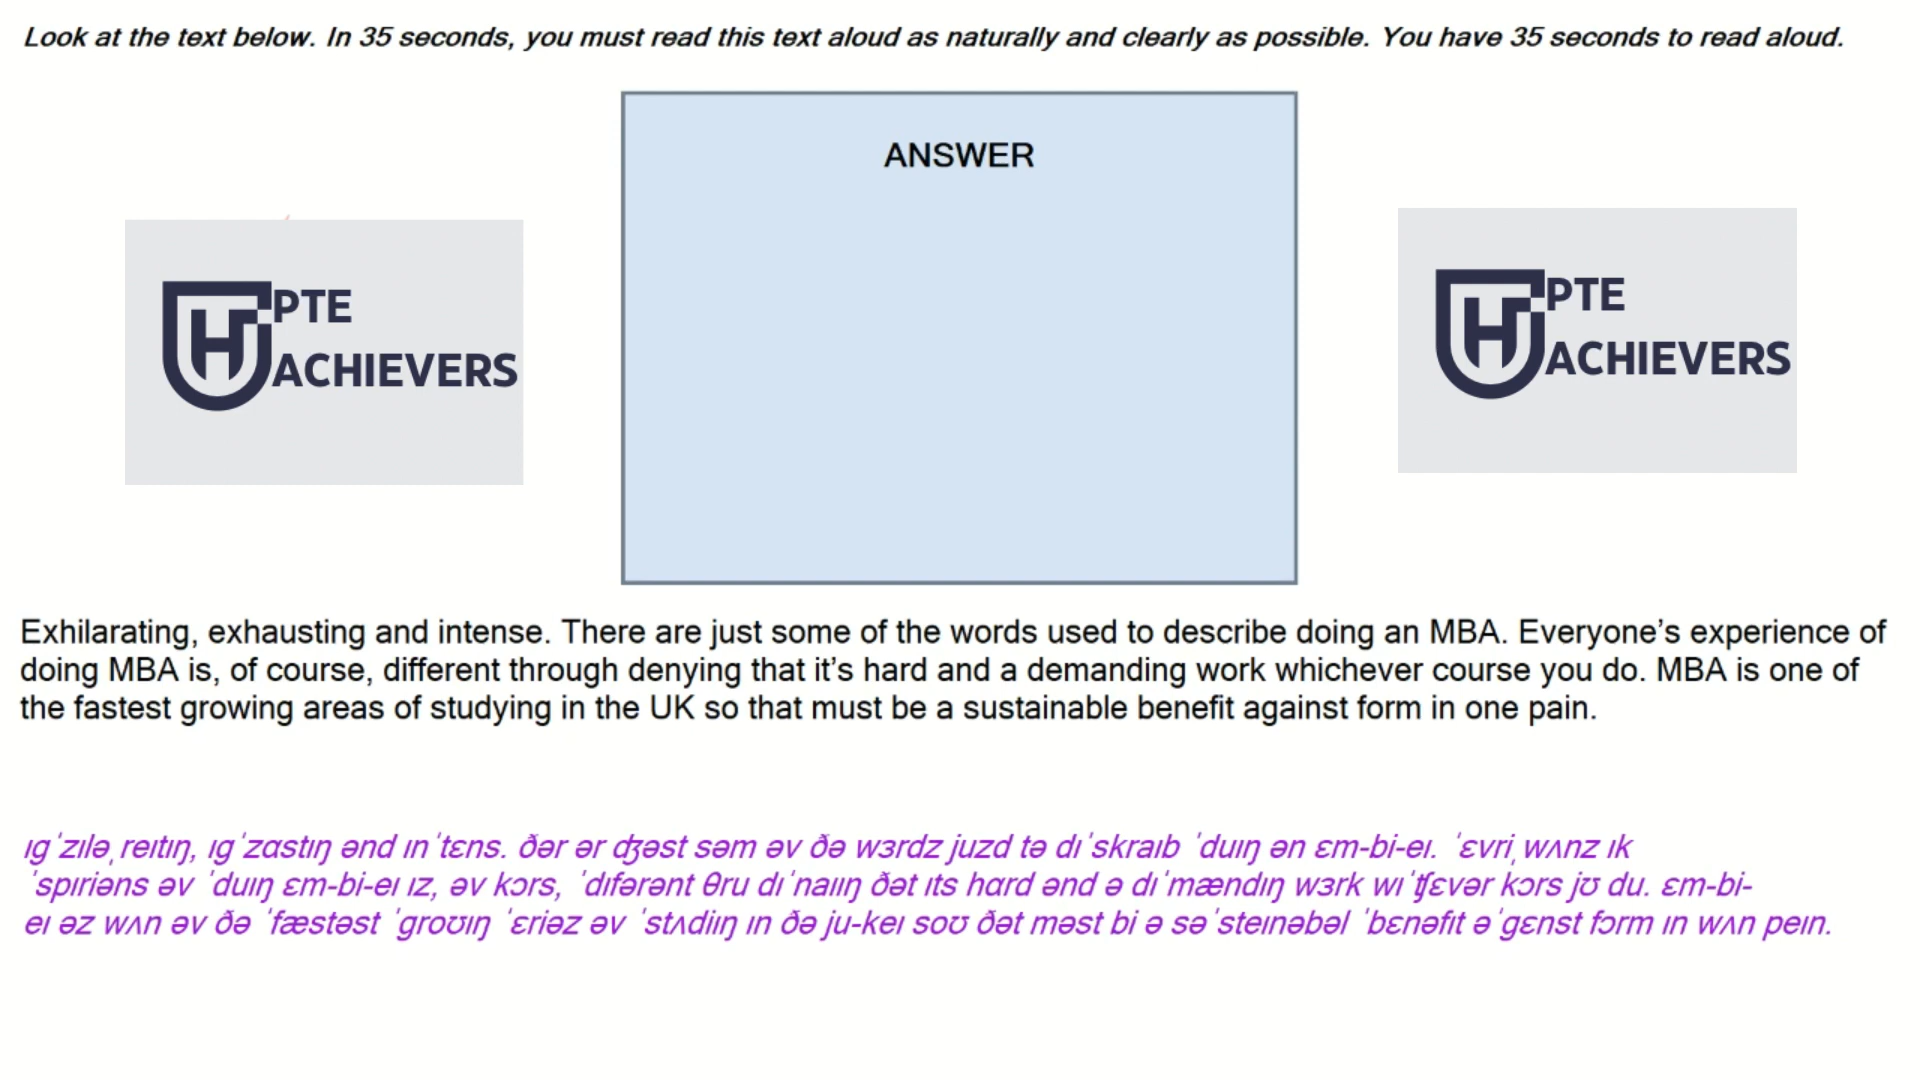 Look at the text below. In 35 seconds, you must read this text aloud as naturally and clearly as possible. You have 35 seconds to read aloud.
ANSWER
PTE
ACHIEVERS
PTE
ACHIEVERS
Exhilarating, exhausting and intense. There are just some of the words used to describe doing an MBA. Everyone’s experience of
doing MBA is, of course, different through denying that it’s hard and a demanding work whichever course you do. MBA is one of
the fastest growing areas of studying in the UK so that must be a sustainable benefit against form in one pain.
ɪgˈzɪləˌreɪtɪŋ, ɪgˈzɑstɪŋ ənd ɪnˈtɛns. ðər ər ʤəst səm əv ðə wɜrdz juzd tə dɪˈskraɪb ˈduɪŋ ən ɛm-bi-eɪ. ˈɛvriˌwʌnz ɪk
ˈspɪriəns əv ˈduɪŋ ɛm-bi-eɪ ɪz, əv kɔrs, ˈdɪfərənt θru dɪˈnaɪɪŋ ðət ɪts hɑrd ənd ə dɪˈmændɪŋ wɜrk wɪˈʧɛvər kɔrs jʊ du. ɛm-bi-
eɪ əz wʌn əv ðə ˈfæstəst ˈgroʊɪŋ ˈɛriəz əv ˈstʌdiɪŋ ɪn ðə ju-keɪ soʊ ðət məst bi ə səˈsteɪnəbəl ˈbɛnəfɪt əˈgɛnst fɔrm ɪn wʌn peɪn.